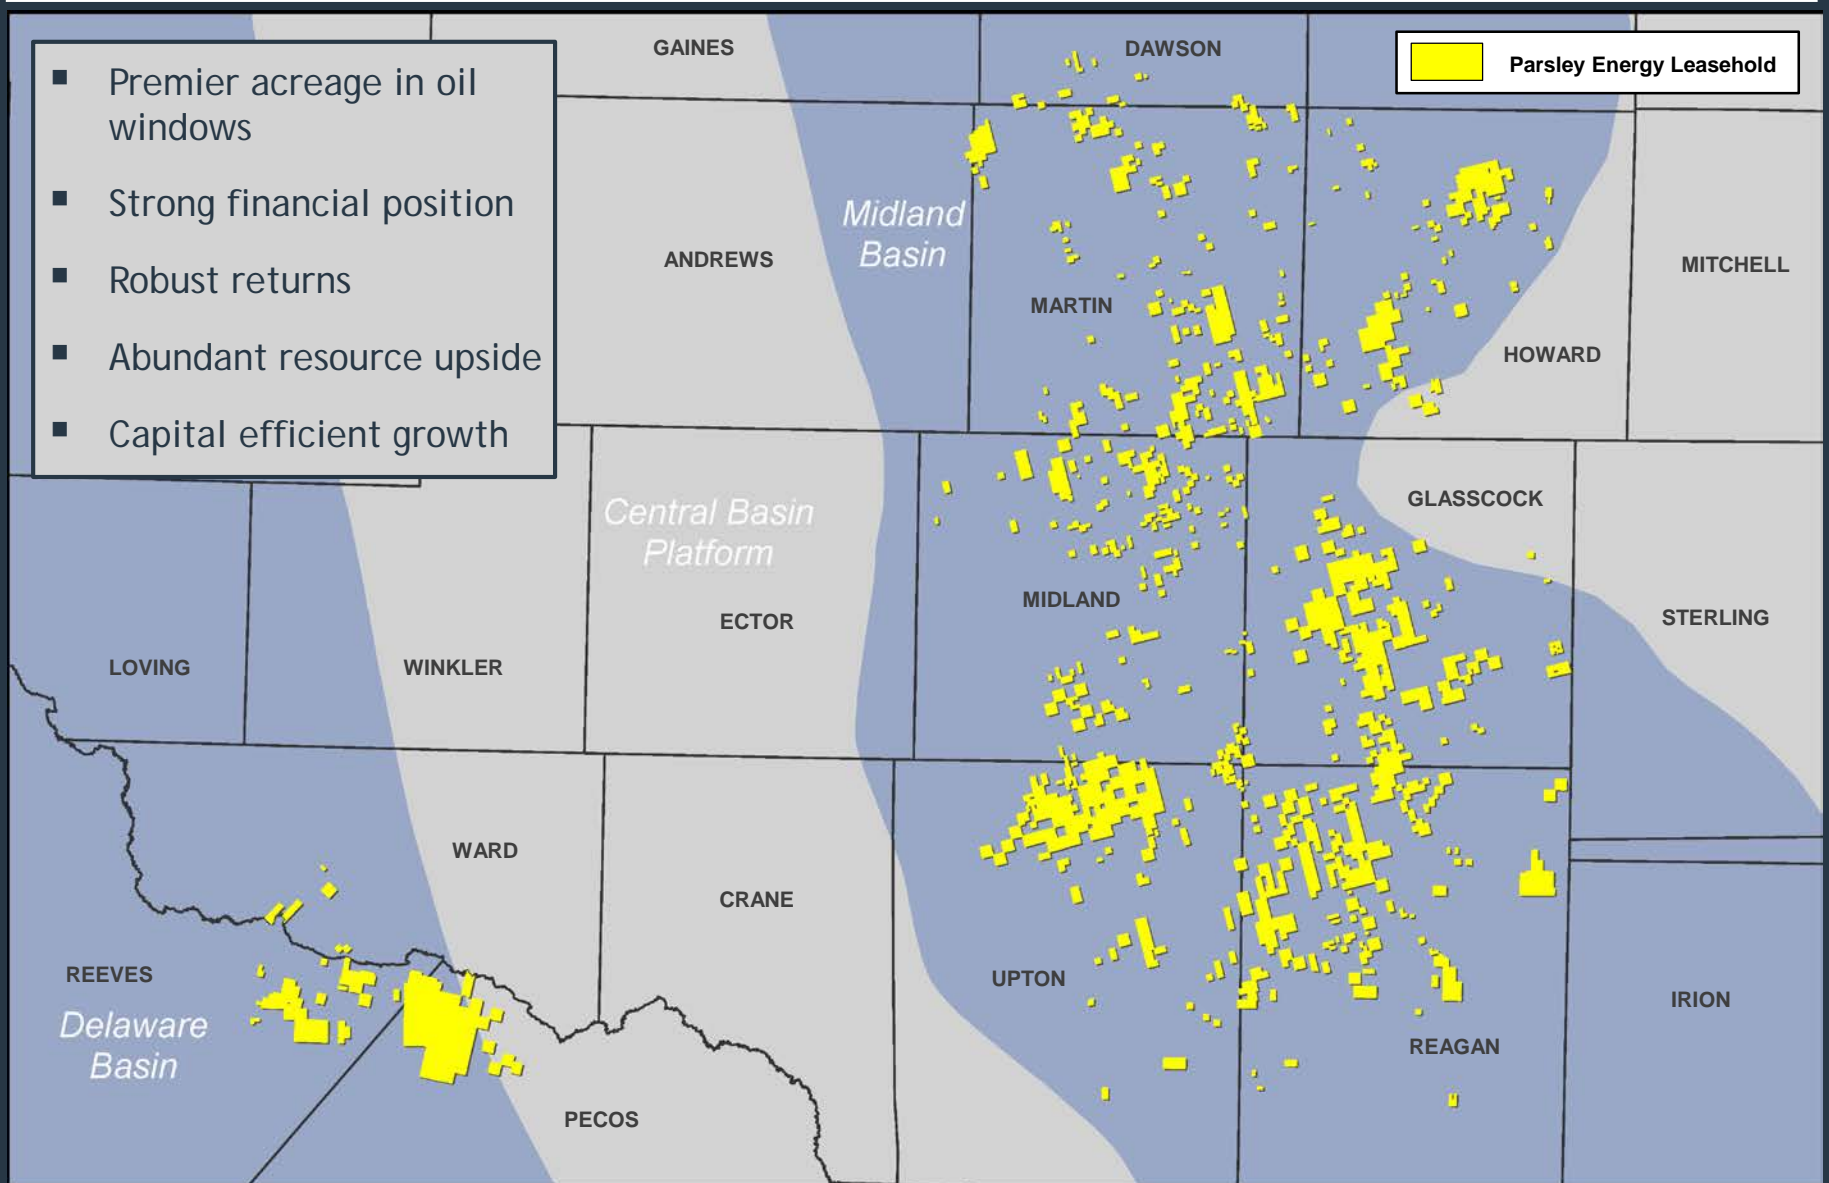 ▪ Premier acreage in oil
windows
▪ Strong financial position
▪ Robust returns
▪ Abundant resource upside
▪ Capital efficient growth
Parsley Energy Leasehold
GAINES
DAWSON
Midland
Basin
ANDREWS
MARTIN
MITCHELL
HOWARD
Central Basin
Platform
GLASSCOCK
MIDLAND
ECTOR
STERLING
LOVING
WINKLER
WARD
CRANE
REEVES
Delaware
Basin
UPTON
IRION
REAGAN
PECOS